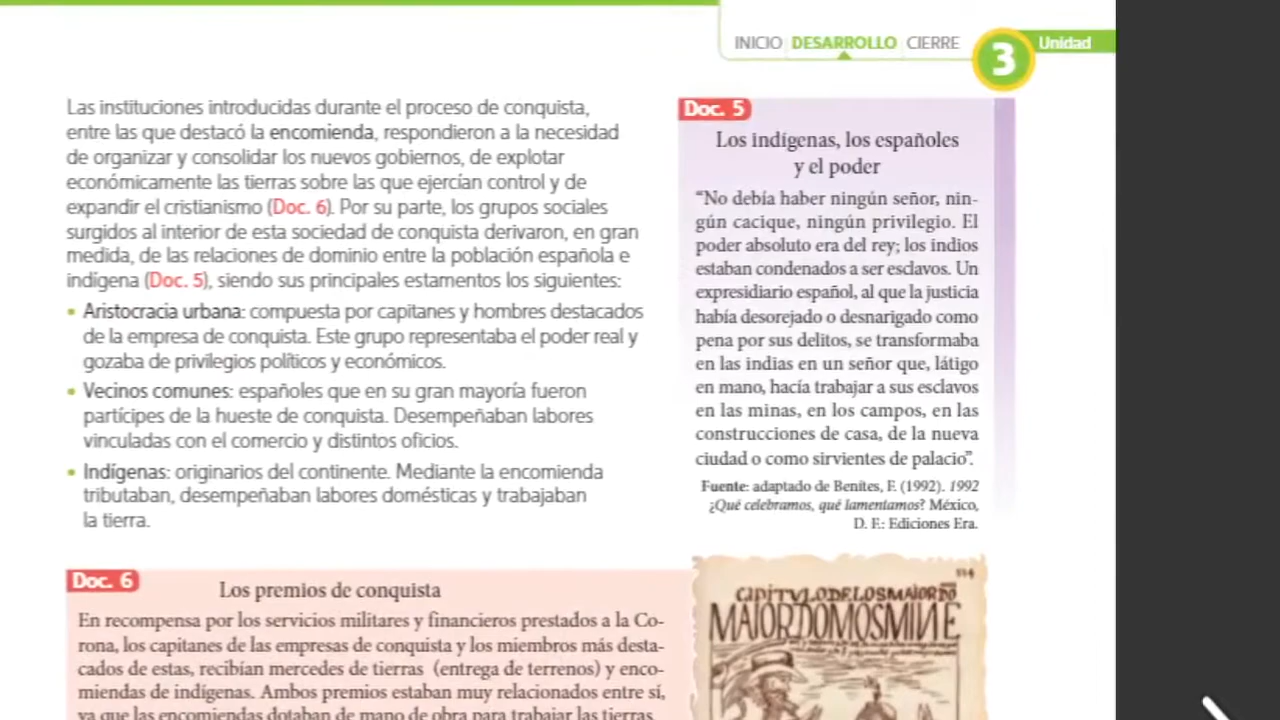 INICIO DESARROLLO CIERRE
3 Unidad
Las instituciones introducidas durante el proceso de conquista,
entre las que destacó la encomienda, respondieron a la necesidad
de organizar y consolidar los nuevos gobiernos, de explotar
económicamente las tierras sobre las que ejercían control y de
expandir el cristianismo (Doc. 6). Por su parte, los grupos sociales
surgidos al interior de esta sociedad de conquista derivaron, en gran
medida, de las relaciones de dominio entre la población española e
indígena (Doc. 5), siendo sus principales estamentos los siguientes:
• Aristocracia urbana: compuesta por capitanes y hombres destacados
de la empresa de conquista. Este grupo representaba el poder real y
gozaba de privilegios políticos y económicos.
• Vecinos comunes: españoles que en su gran mayoría fueron
partícipes de la hueste de conquista. Desempeñaban labores
vinculadas con el comercio y distintos oficios.
• Indígenas: originarios del continente. Mediante la encomienda
tributaban, desempeñaban labores domésticas y trabajaban
la tierra.
Doc. 5
Los indígenas, los españoles
y el poder
“No debía haber ningún señor, nin-
gún cacique, ningún privilegio. El
poder absoluto era del rey; los indios
estaban condenados a ser esclavos. Un
expresidiario español, al que la justicia
había desorejado o desnarigado como
pena por sus delitos, se transformaba
en las indias en un señor que, látigo
en mano, hacía trabajar a sus esclavos
en las minas, en los campos, en las
construcciones de casa, de la nueva
ciudad o como sirvientes de palacio”.
Fuente: adaptado de Benítes, F. (1992). 1992
¿Qué celebramos, qué lamentamos? México,
D. F.: Ediciones Era.
Doc. 6
Los premios de conquista
En recompensa por los servicios militares y financieros prestados a la Co-
rona, los capitanes de las empresas de conquista y los miembros más desta-
cados de estas, recibían mercedes de tierras (entrega de terrenos) y enco-
miendas de indígenas. Ambos premios estaban muy relacionados entre sí,
ya que las encomiendas dotaban de mano de obra para trabajar las tierras.
CAPITVLODELOSMAIORDO
MAIORDOMOSMINE